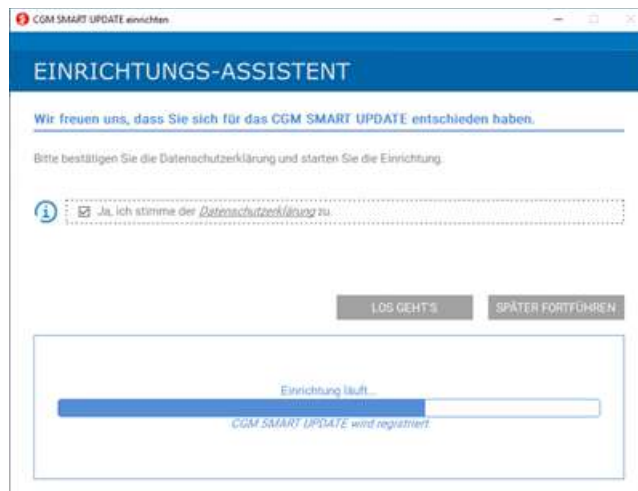 CGM SMART UPDATE einrichten
EINRICHTUNGS-ASSISTENT
Wir freuen uns, dass Sie sich für das CGM SMART UPDATE entschieden haben.
Bitte bestätigen Sie die Datenschutzerklärung und starten Sie die Einrichtung.
Ja, ich stimme der Datenschutzerklärung zu.
LOS GEHT'S SPÄTER FORTFÜHREN
Einrichtung läuft...
CGM SMART UPDATE wird registriert.